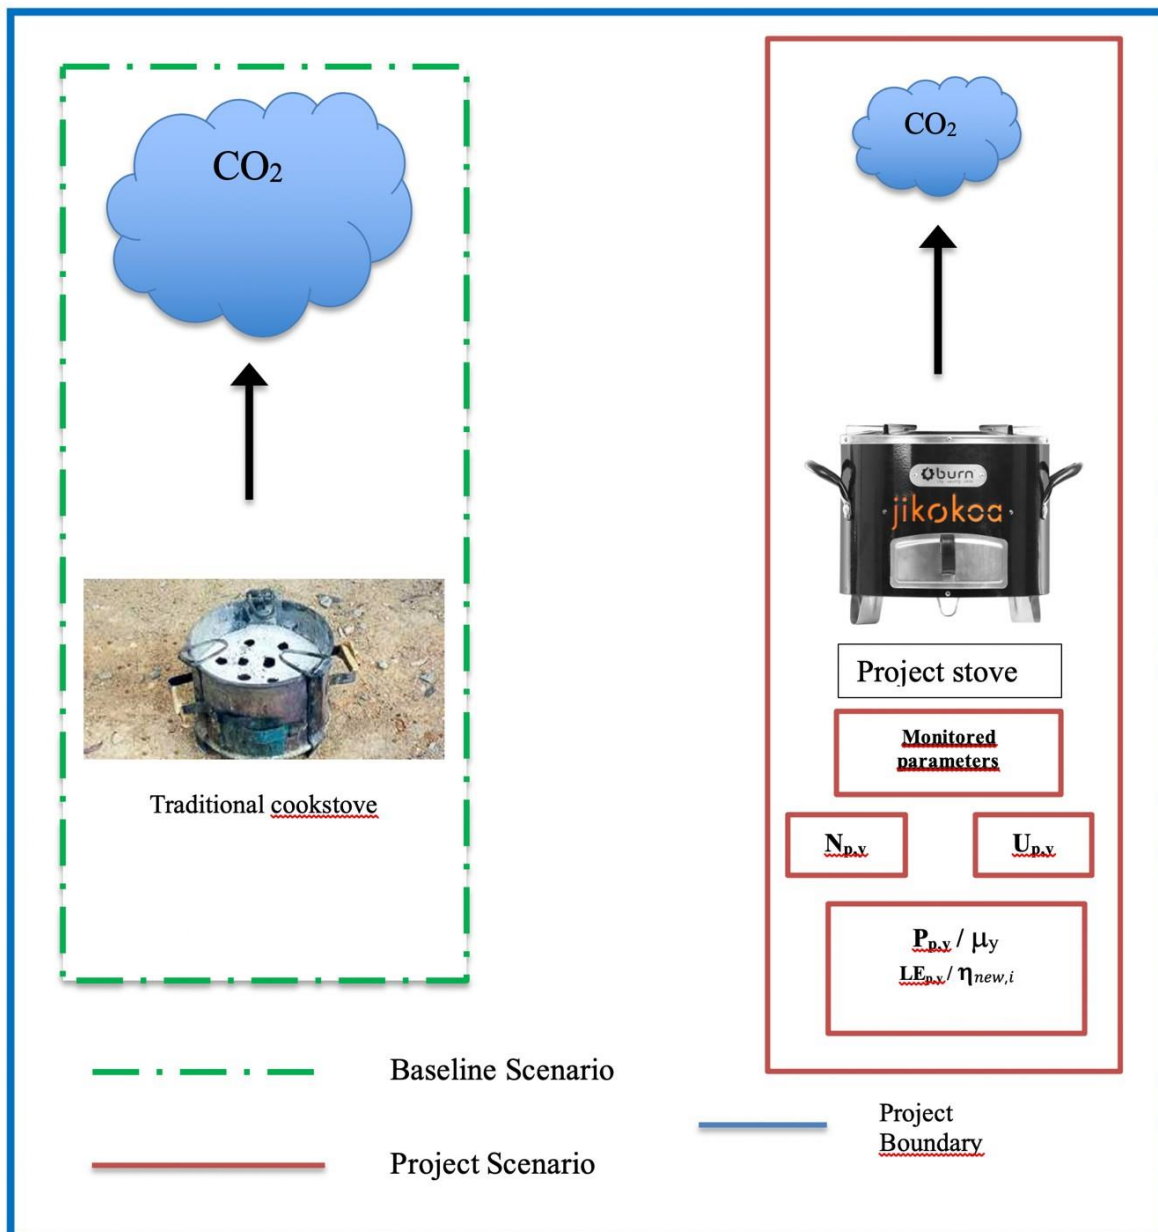 CO₂
Traditional cookstove
CO₂
burn
jikokoa
Project stove
Monitored
parameters
Np,y
Up,y
Pp,y / μy
LEp,y / ηnew,i
Baseline Scenario
Project Scenario
Project
Boundary